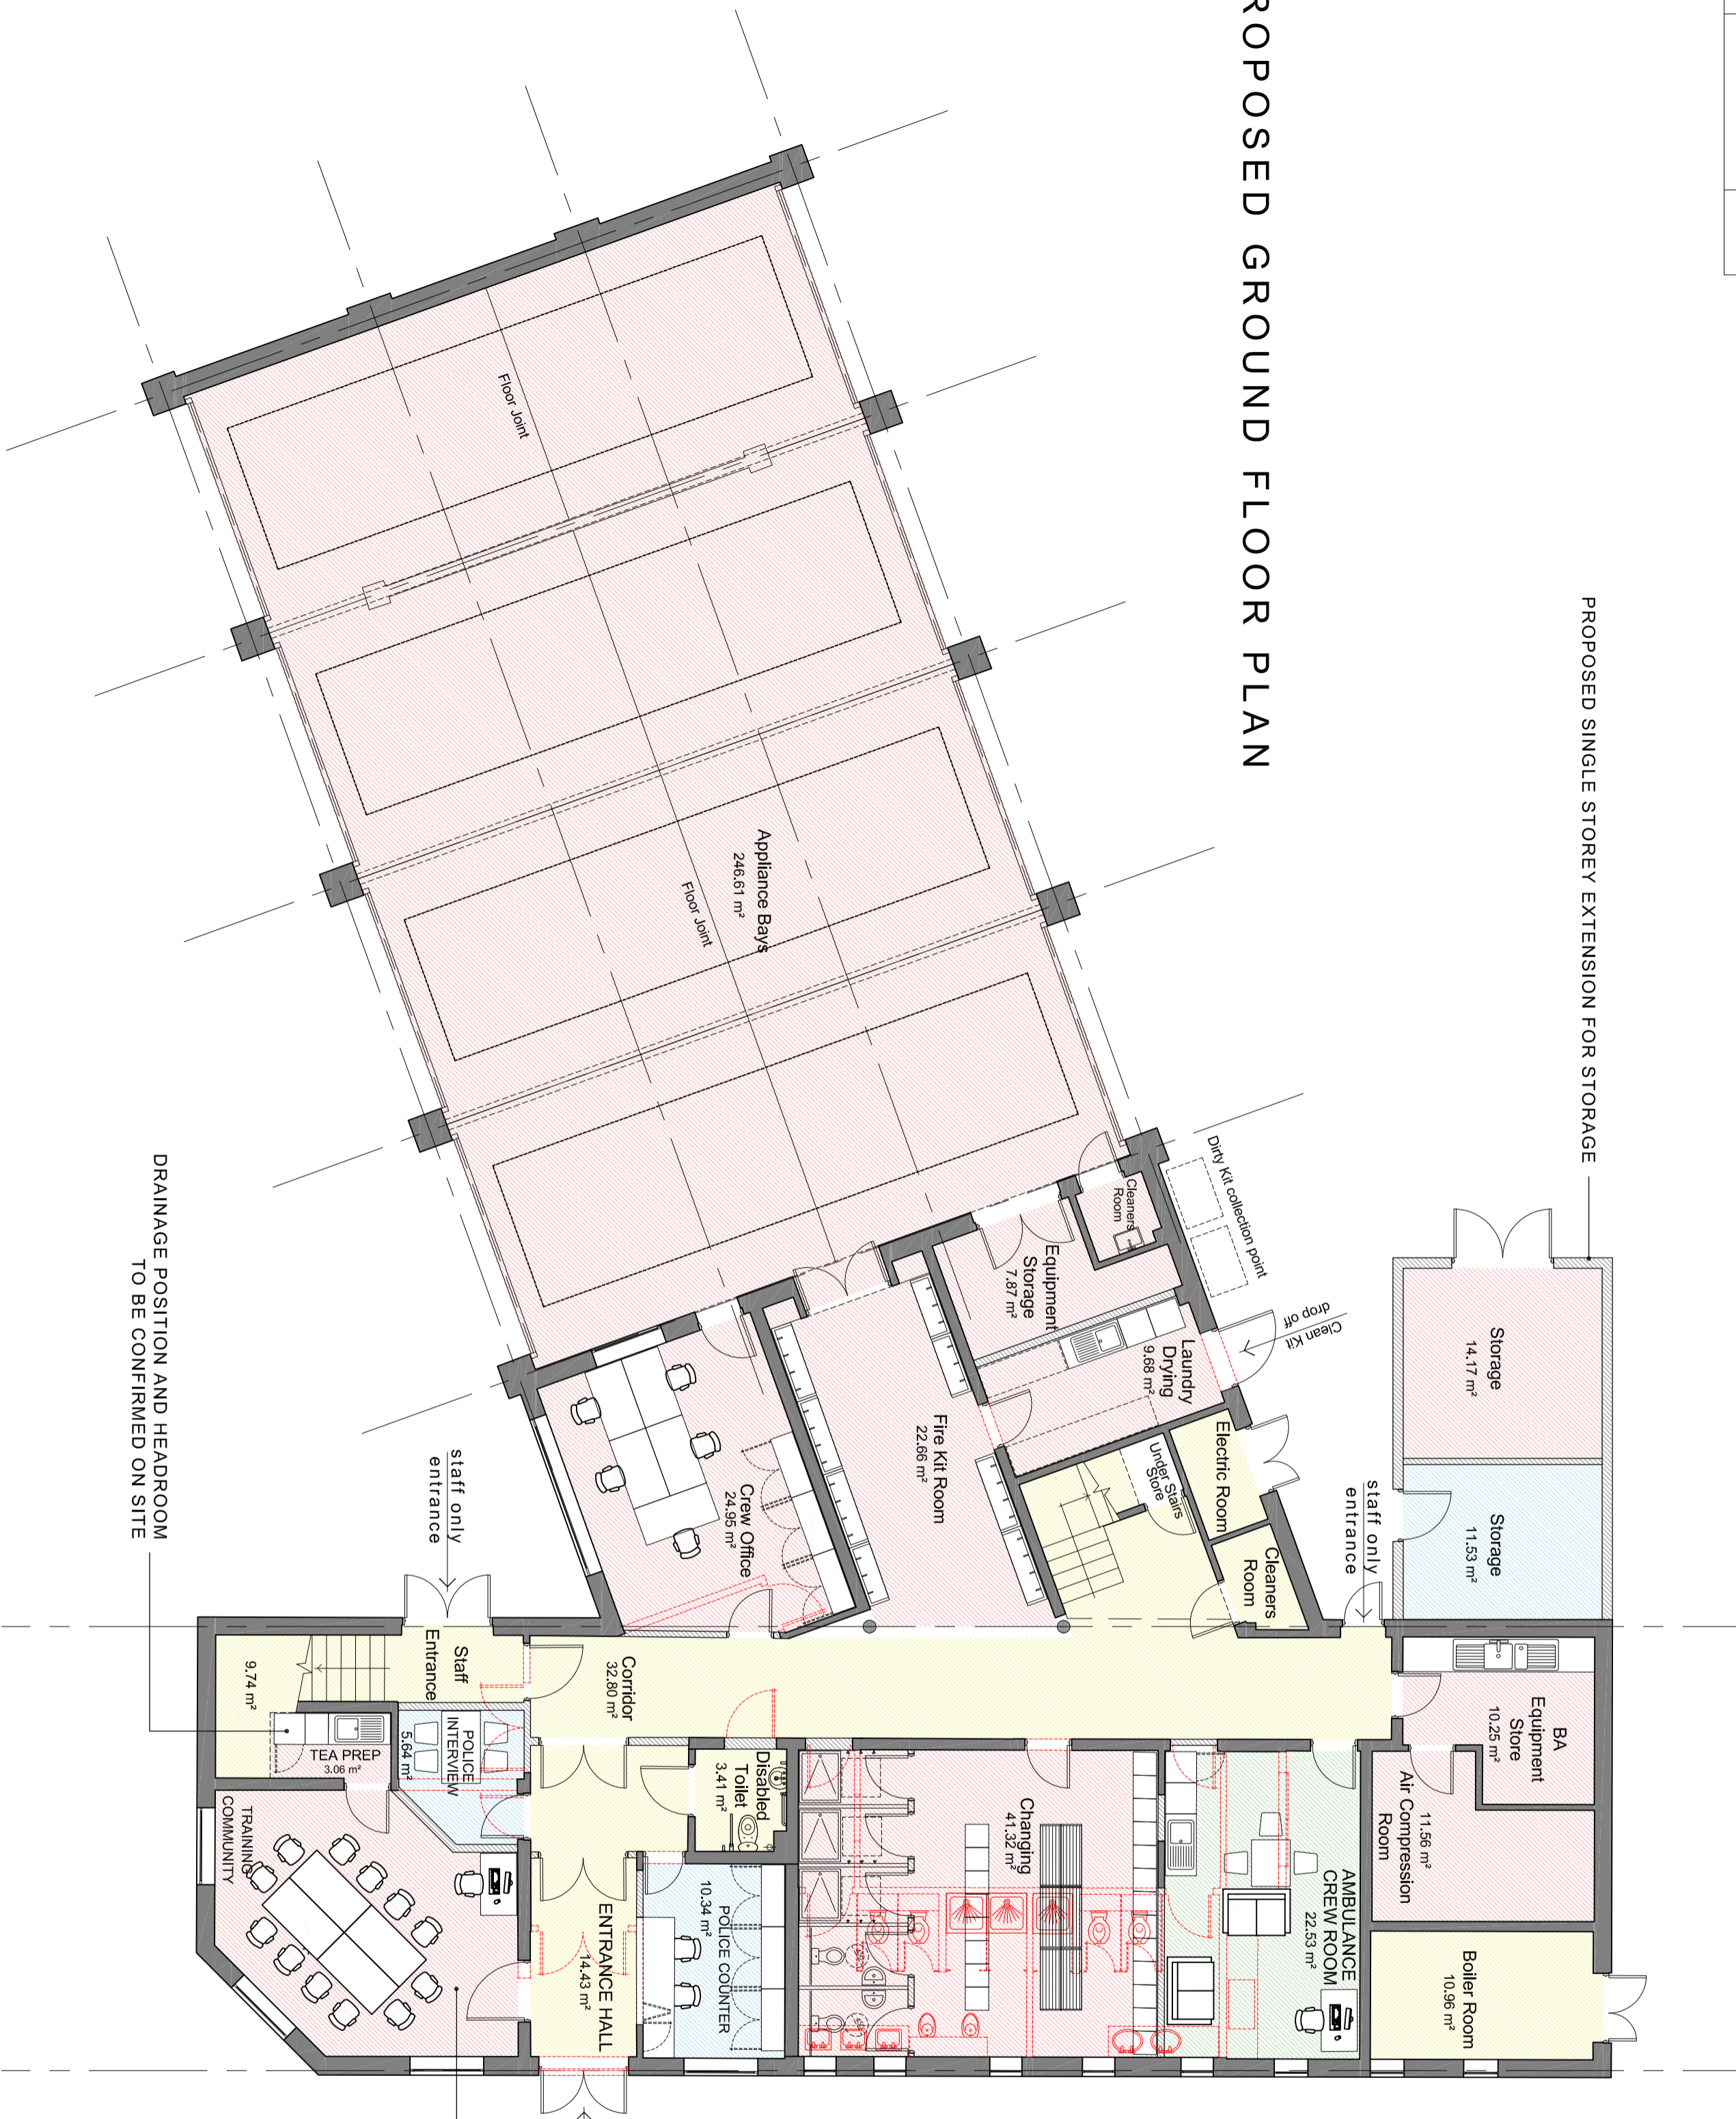 ROPOSED GROUND FLOOR PLAN
PROPOSED SINGLE STOREY EXTENSION FOR STORAGE
Floor Joint
Appliance Bays
246.61 m²
Floor Joint
Dirty Kit collection point
Cleaners
Room
Equipment
Storage
7.87 m²
Clean Kit
drop off
Laundry
Drying
9.68 m²
Storage
14.17 m²
Storage
11.53 m²
Electric Room
Under Stairs
Store
Cleaners
Room
staff only
entrance
Fire Kit Room
22.66 m²
Crew Office
24.95 m²
staff only
entrance
DRAINAGE POSITION AND HEADROOM
TO BE CONFIRMED ON SITE
Staff
Entrance
9.74 m²
Corridor
32.80 m²
BA
Equipment
Store
10.25 m²
11.56 m²
Air Compression
Room
TEA PREP
3.06 m²
POLICE
INTERVIEW
5.64 m²
Disabled
Toilet
3.41 m²
Changing
41.32 m²
AMBULANCE
CREW ROOM
22.53 m²
Boiler Room
10.96 m²
POLICE COUNTER
10.34 m²
ENTRANCE HALL
14.43 m²
TRAINING
COMMUNITY